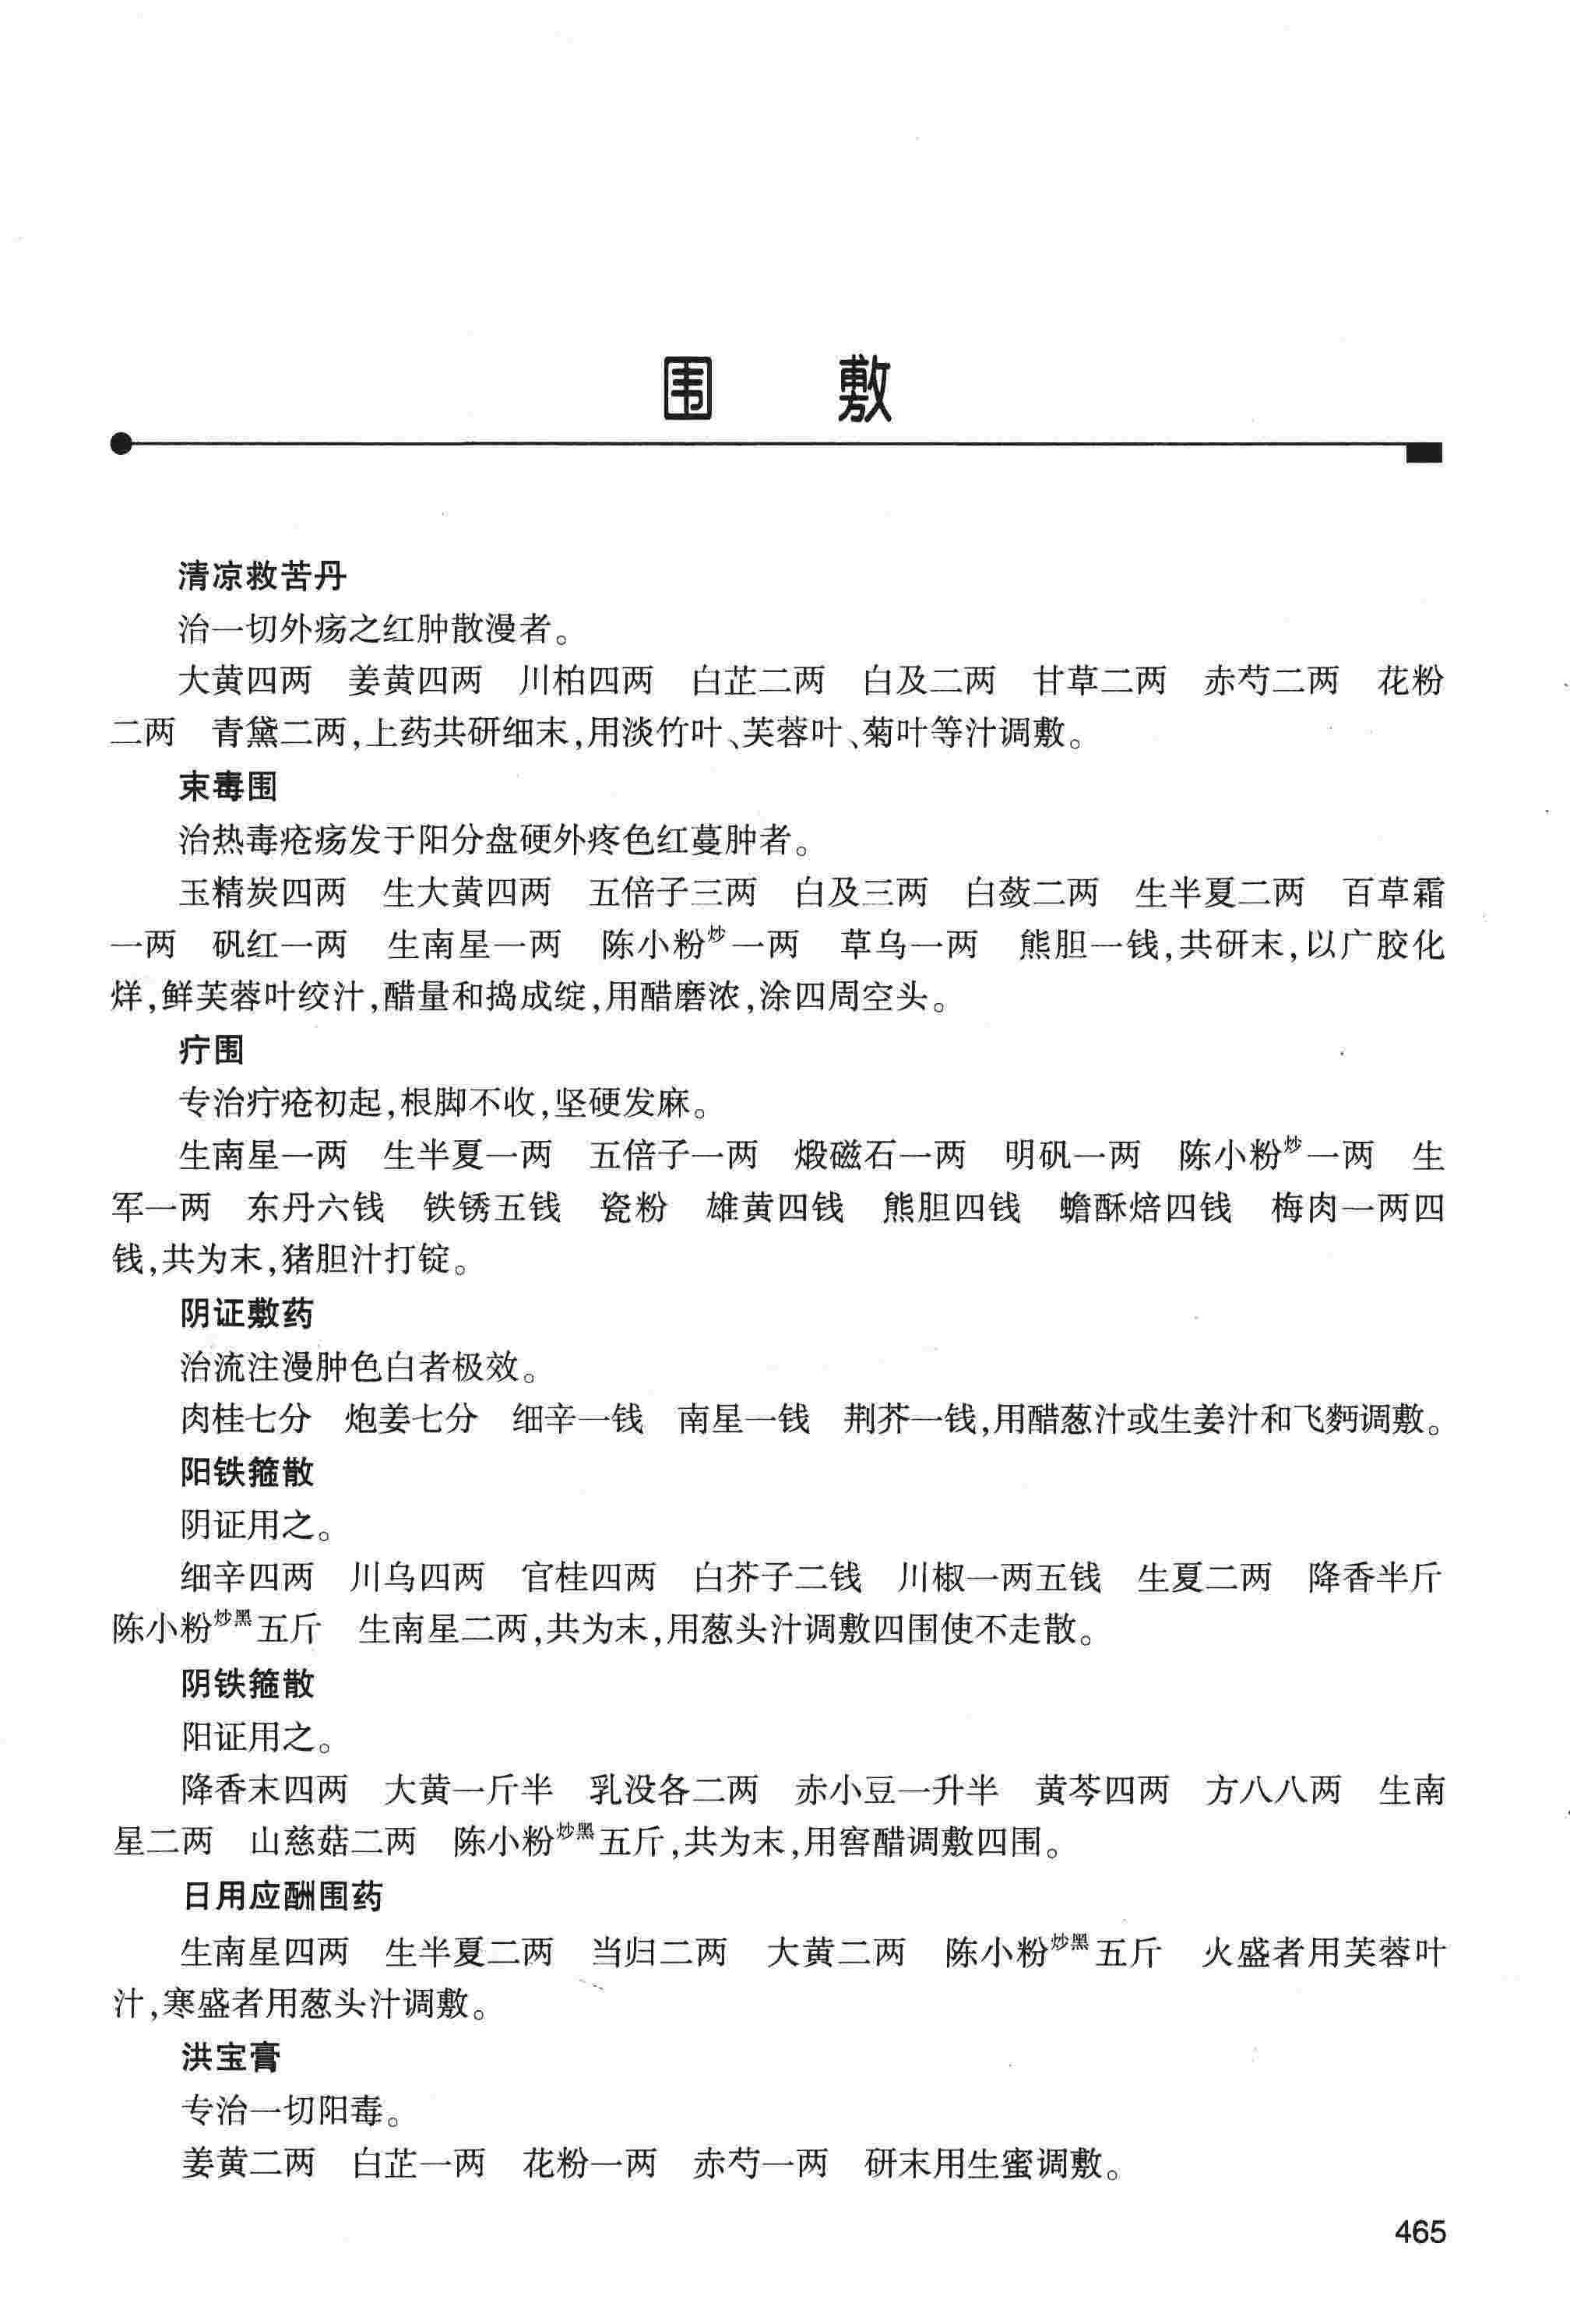 围 敷
清凉救苦丹
治一切外疡之红肿散漫者。
大黄四两 姜黄四两 川柏四两 白芷二两 白及二两 甘草二两 赤芍二两 花粉
二两 青黛二两,上药共研细末,用淡竹叶、芙蓉叶、菊叶等汁调敷。
束毒围
治热毒疮疡发于阳分盘硬外疼色红蔓肿者。
玉精炭四两 生大黄四两 五倍子三两 白及三两 白蔹二两 生半夏二两 百草霜
一两 矾红一两 生南星一两 陈小粉炒一两 草乌一两 熊胆一钱,共研末,以广胶化
烊,鲜芙蓉叶绞汁,醋量和捣成绽,用醋磨浓,涂四周空头。
疔围
专治疔疮初起,根脚不收,坚硬发麻。
生南星一两 生半夏一两 五倍子一两 煅磁石一两 明矾一两 陈小粉炒一两 生
军一两 东丹六钱 铁锈五钱 瓷粉 雄黄四钱 熊胆四钱 蟾酥焙四钱 梅肉一两四
钱,共为末,猪胆汁打锭。
阴证敷药
治流注漫肿色白者极效。
肉桂七分 炮姜七分 细辛一钱 南星一钱 荆芥一钱,用醋葱汁或生姜汁和飞麪调敷。
阳铁箍散
阴证用之。
细辛四两 川乌四两 官桂四两 白芥子二钱 川椒一两五钱 生夏二两 降香半斤
陈小粉炒黑五斤 生南星二两,共为末,用葱头汁调敷四围使不走散。
阴铁箍散
阳证用之。
降香末四两 大黄一斤半 乳没各二两 赤小豆一升半 黄芩四两 方八八两 生南
星二两 山慈菇二两 陈小粉炒黑五斤,共为末,用窖醋调敷四围。
日用应酬围药
生南星四两 生半夏二两 当归二两 大黄二两 陈小粉炒黑五斤 火盛者用芙蓉叶
汁,寒盛者用葱头汁调敷。
洪宝膏
专治一切阳毒。
姜黄二两 白芷一两 花粉一两 赤芍一两 研末用生蜜调敷。
465